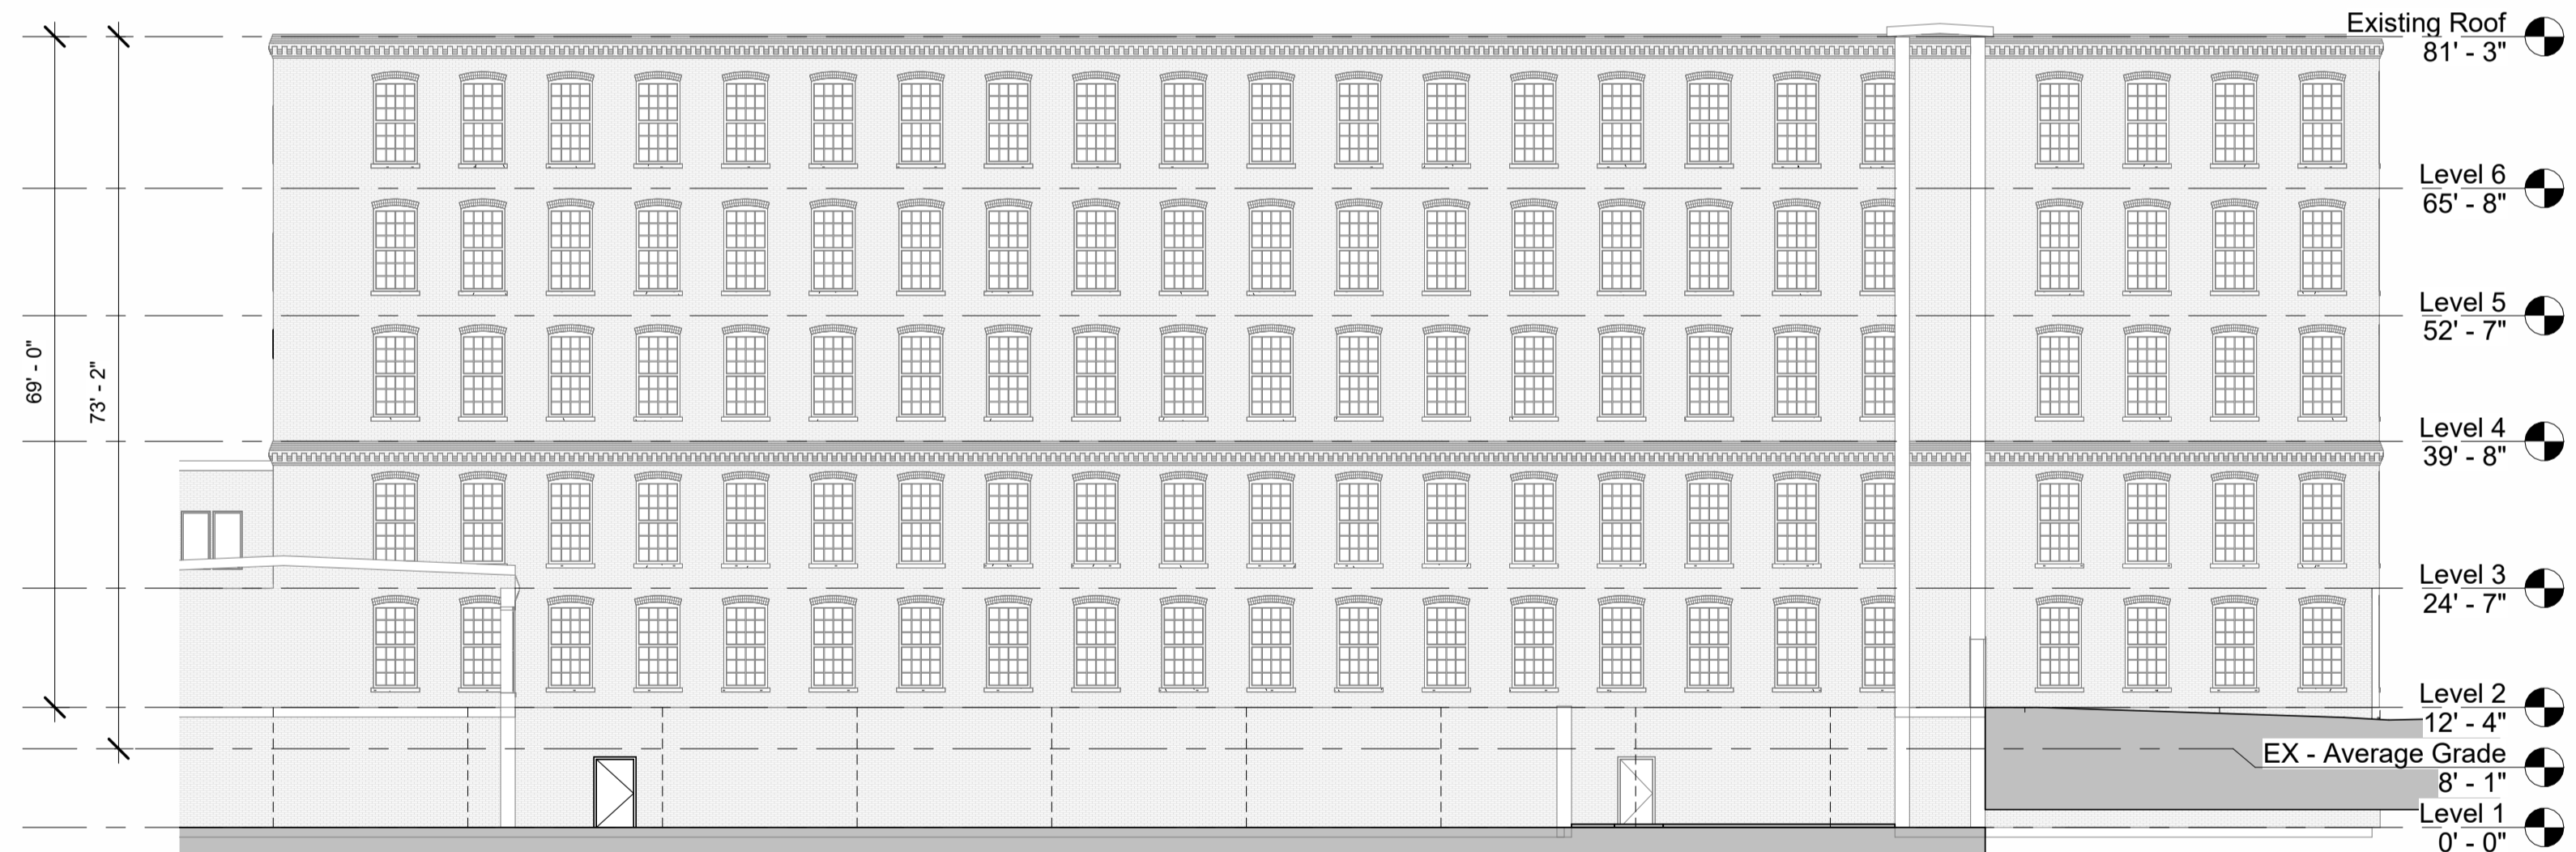 Existing Roof
81' - 3"
Level 6
65' - 8"
Level 5
52' - 7"
69' - 0"
73' - 2"
Level 4
39' - 8"
Level 3
24' - 7"
Level 2
12' - 4"
EX - Average Grade
8' - 1"
Level 1
0' - 0"